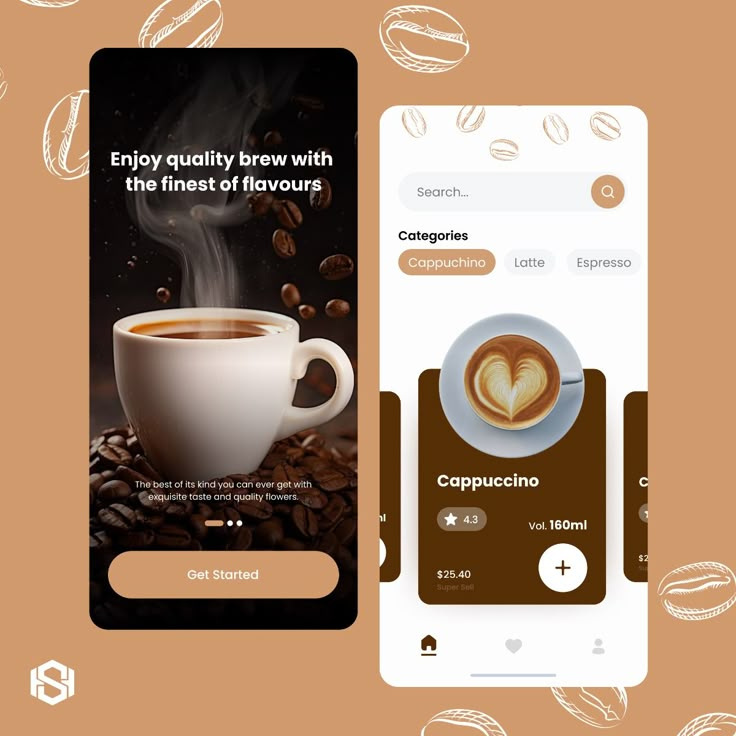 Enjoy quality brew with
the finest of flavours
The best of its kind you can ever get with
exquisite taste and quality flowers.
Get Started
Search...
Categories
Cappuchino
Latte
Espresso
Cappuccino
4.3
Vol. 160ml
$25.40
Super Sell